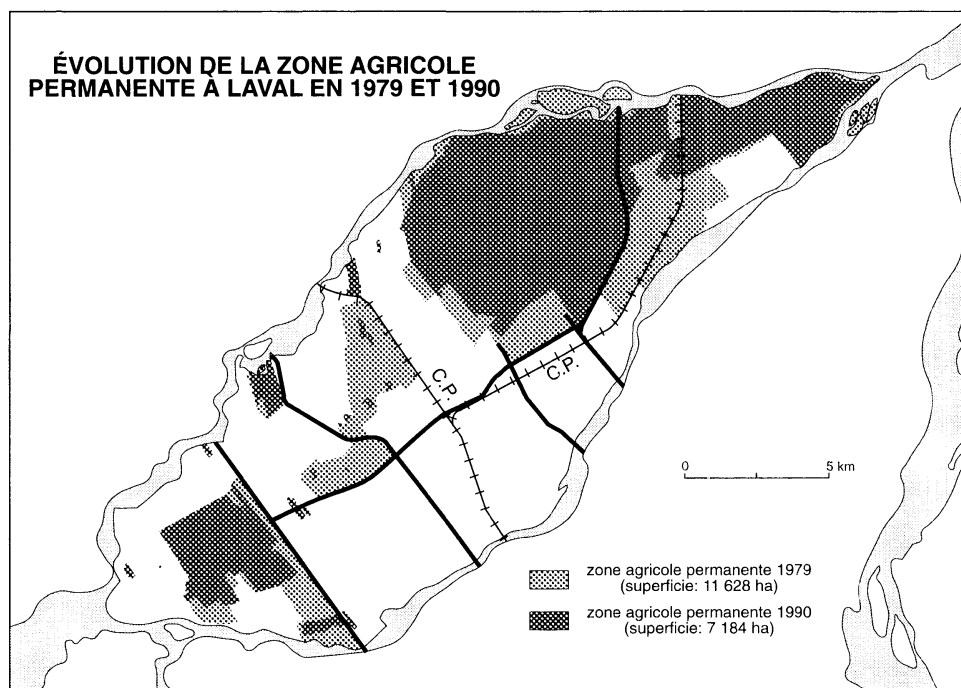 ÉVOLUTION DE LA ZONE AGRICOLE
PERMANENTE À LAVAL EN 1979 ET 1990
C.P.
C.P.
0 5 km
zone agricole permanente 1979
(superficie: 11 628 ha)
zone agricole permanente 1990
(superficie: 7 184 ha)